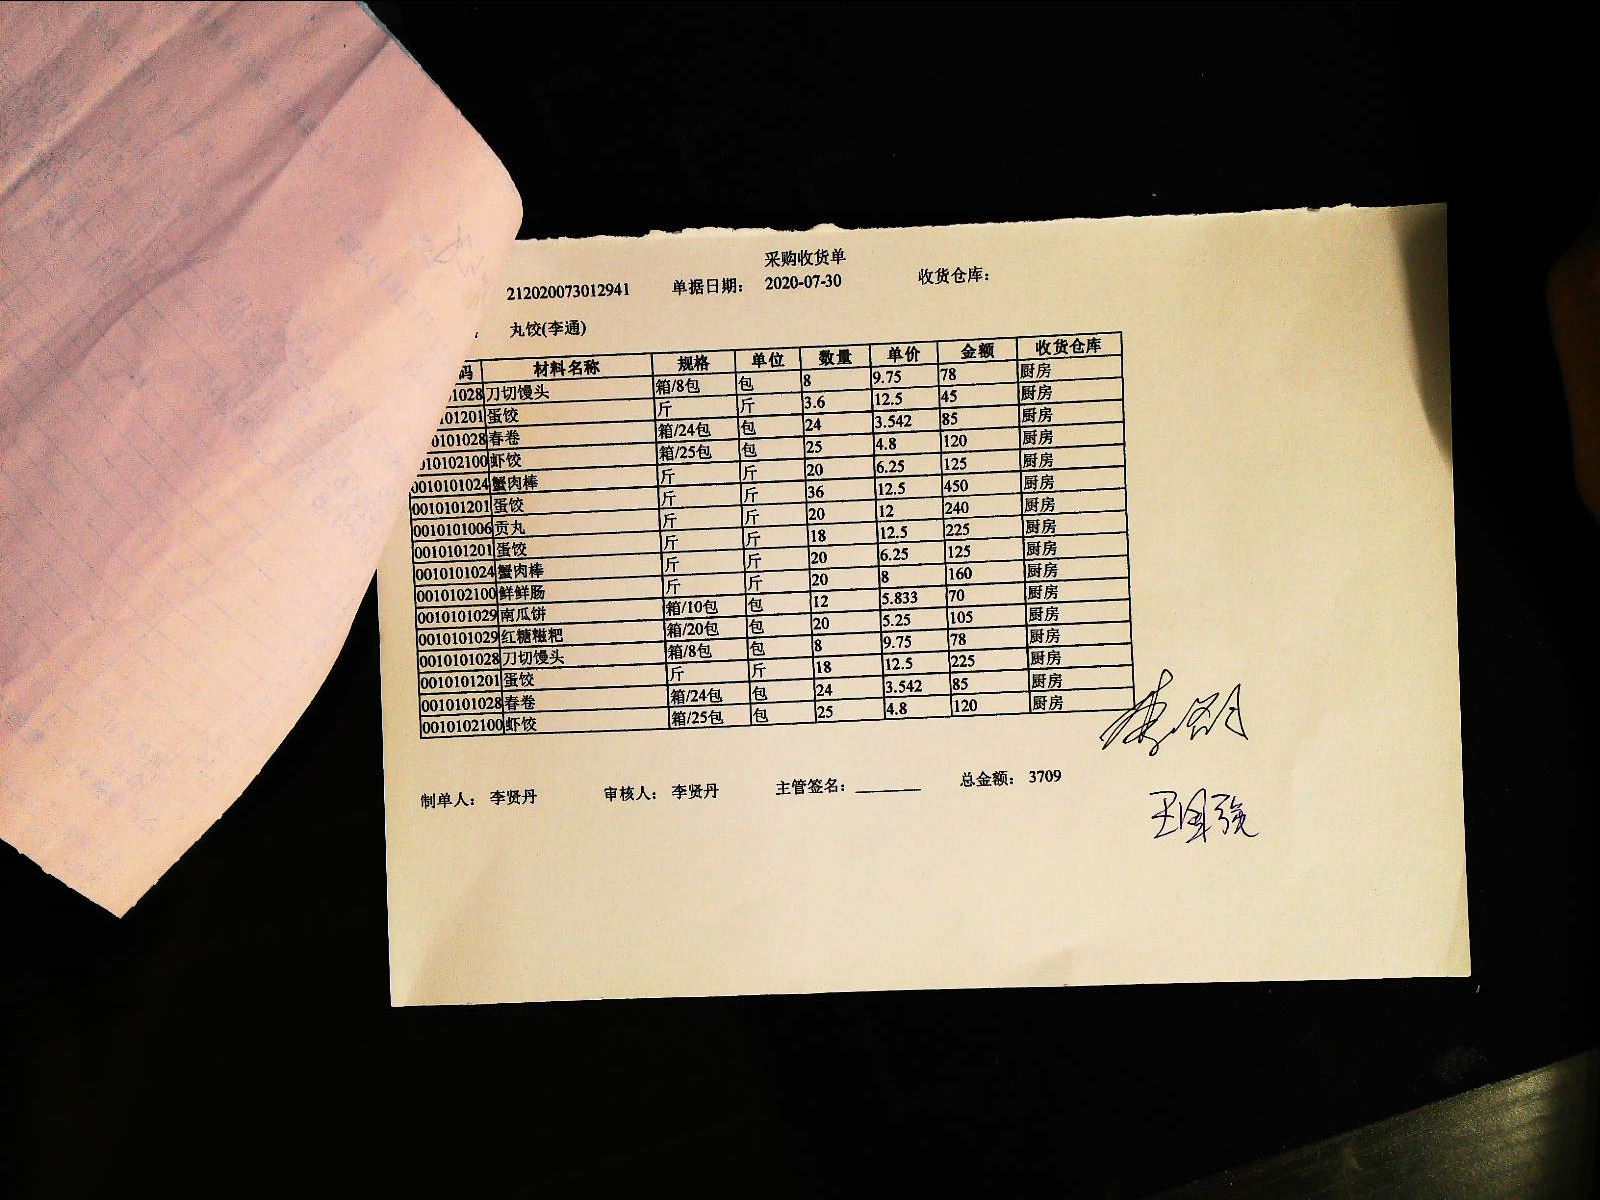 采购收货单
212020073012941 单据日期： 2020-07-30 收货仓库：
丸饺(李通)
码 材料名称 规格 单位 数量 单价 金额 收货仓库
01028 刀切馒头 箱/8包 包 8 9.75 78 厨房
101201 蛋饺 斤 斤 3.6 12.5 45 厨房
0101028 春卷 箱/24包 包 24 3.542 85 厨房
010102100 虾饺 箱/25包 包 25 4.8 120 厨房
0010101024 蟹肉棒 斤 斤 20 6.25 125 厨房
0010101201 蛋饺 斤 斤 36 12.5 450 厨房
0010101006 贡丸 斤 斤 20 12 240 厨房
0010101201 蛋饺 斤 斤 18 12.5 225 厨房
0010101024 蟹肉棒 斤 斤 20 6.25 125 厨房
0010102100 鲜鲜肠 斤 斤 20 8 160 厨房
0010101029 南瓜饼 箱/10包 包 12 5.833 70 厨房
0010101029 红糖糍粑 箱/20包 包 20 5.25 105 厨房
0010101028 刀切馒头 箱/8包 包 8 9.75 78 厨房
0010101201 蛋饺 斤 斤 18 12.5 225 厨房
0010101028 春卷 箱/24包 包 24 3.542 85 厨房
0010102100 虾饺 箱/25包 包 25 4.8 120 厨房
制单人： 李贤丹 审核人： 李贤丹 主管签名：______ 总金额： 3709
王国强